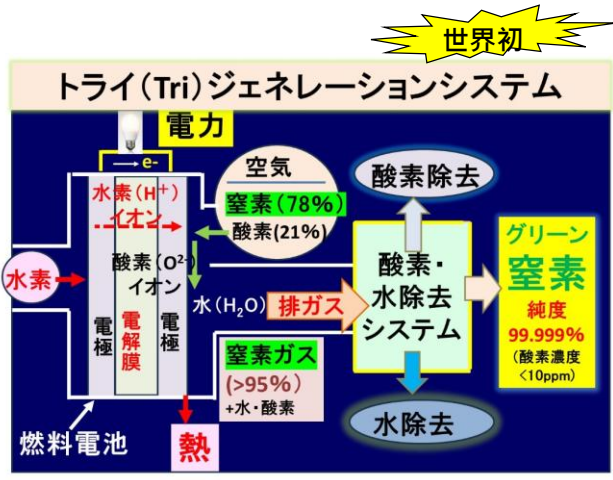 世界初
トライ(Tri)ジェネレーションシステム
電力
→ e-
空気
窒素(78%)
酸素(21%)
水素(H⁺)
イオン
酸素(O²⁻)
イオン
水素
水(H₂O)
排ガス
電極
電解膜
電極
窒素ガス
(>95%)
+水・酸素
燃料電池
熱
酸素除去
酸素・
水除去
システム
水除去
グリーン
窒素
純度
99.999%
(酸素濃度
<10ppm)